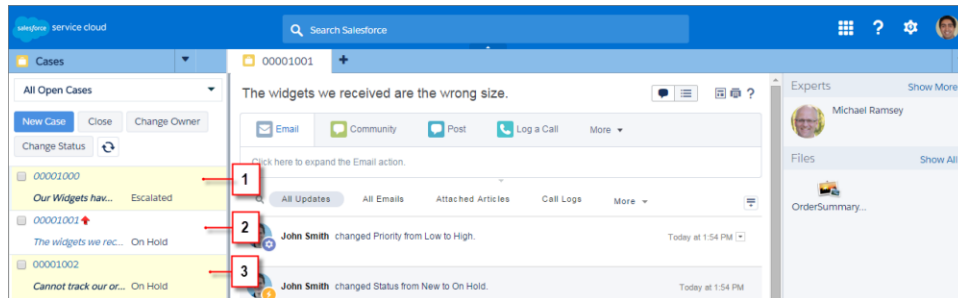 salesforce service cloud
Search Salesforce
?
Cases
00001001
+
All Open Cases
New Case Close Change Owner
Change Status
00001000
Our Widgets hav... Escalated
00001001
The widgets we rec... On Hold
00001002
Cannot track our or... On Hold
1
2
3
The widgets we received are the wrong size.
?
Email Community Post Log a Call More
Click here to expand the Email action.
All Updates All Emails Attached Articles Call Logs More
John Smith changed Priority from Low to High. Today at 1:54 PM
John Smith changed Status from New to On Hold. Today at 1:54 PM
Experts Show More
Michael Ramsey
Files Show All
OrderSummary...